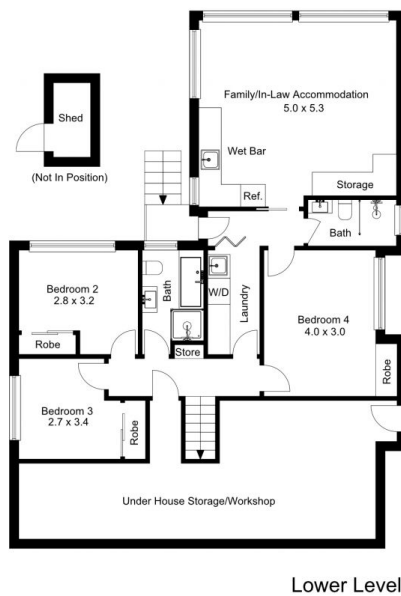 Shed
(Not In Position)
Family/In-Law Accommodation
5.0 x 5.3
Wet Bar
Ref.
Storage
Bath
Bedroom 2
2.8 x 3.2
Robe
Bath
W/D
Laundry
Store
Bedroom 4
4.0 x 3.0
Robe
Bedroom 3
2.7 x 3.4
Robe
Under House Storage/Workshop
Lower Level